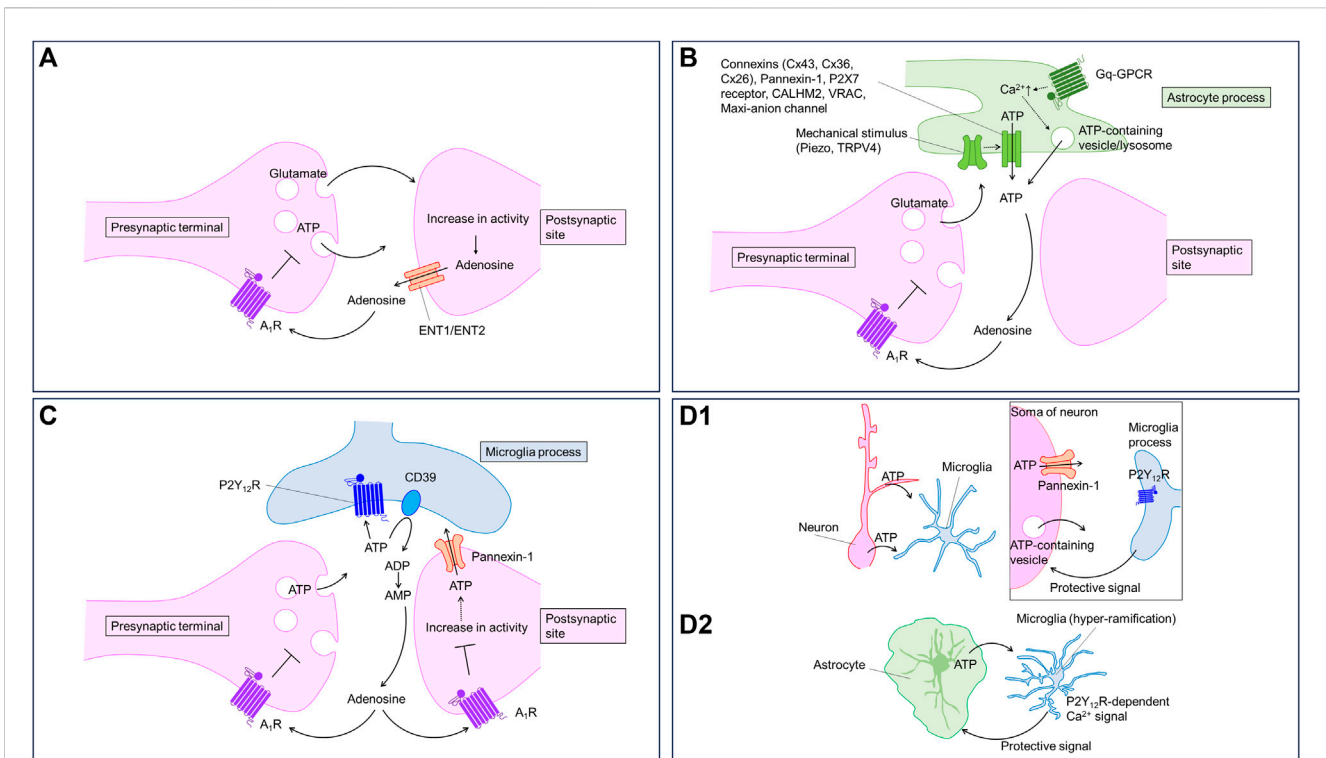 A
Glutamate
ATP
Presynaptic terminal
Increase in activity
Postsynaptic
site
Adenosine
Adenosine
A₁R
ENT1/ENT2
B
Connexins (Cx43, Cx36,
Cx26), Pannexin-1, P2X7
receptor, CALHM2, VRAC,
Maxi-anion channel
Gq-GPCR
Ca²⁺↑
Astrocyte process
ATP
Mechanical stimulus
(Piezo, TRPV4)
ATP-containing
vesicle/lysosome
ATP
Glutamate
Presynaptic terminal
Postsynaptic
site
Adenosine
A₁R
C
Microglia process
P2Y₁₂R
CD39
ATP
Pannexin-1
ADP
ATP
ATP
AMP
Presynaptic terminal
Increase in activity
Postsynaptic
site
Adenosine
A₁R
A₁R
D1
ATP
Microglia
Neuron
ATP
Soma of neuron
Microglia
process
ATP
P2Y₁₂R
Pannexin-1
ATP-containing
vesicle
Protective signal
D2
Microglia (hyper-ramification)
Astrocyte
ATP
P2Y₁₂R-dependent
Ca²⁺ signal
Protective signal